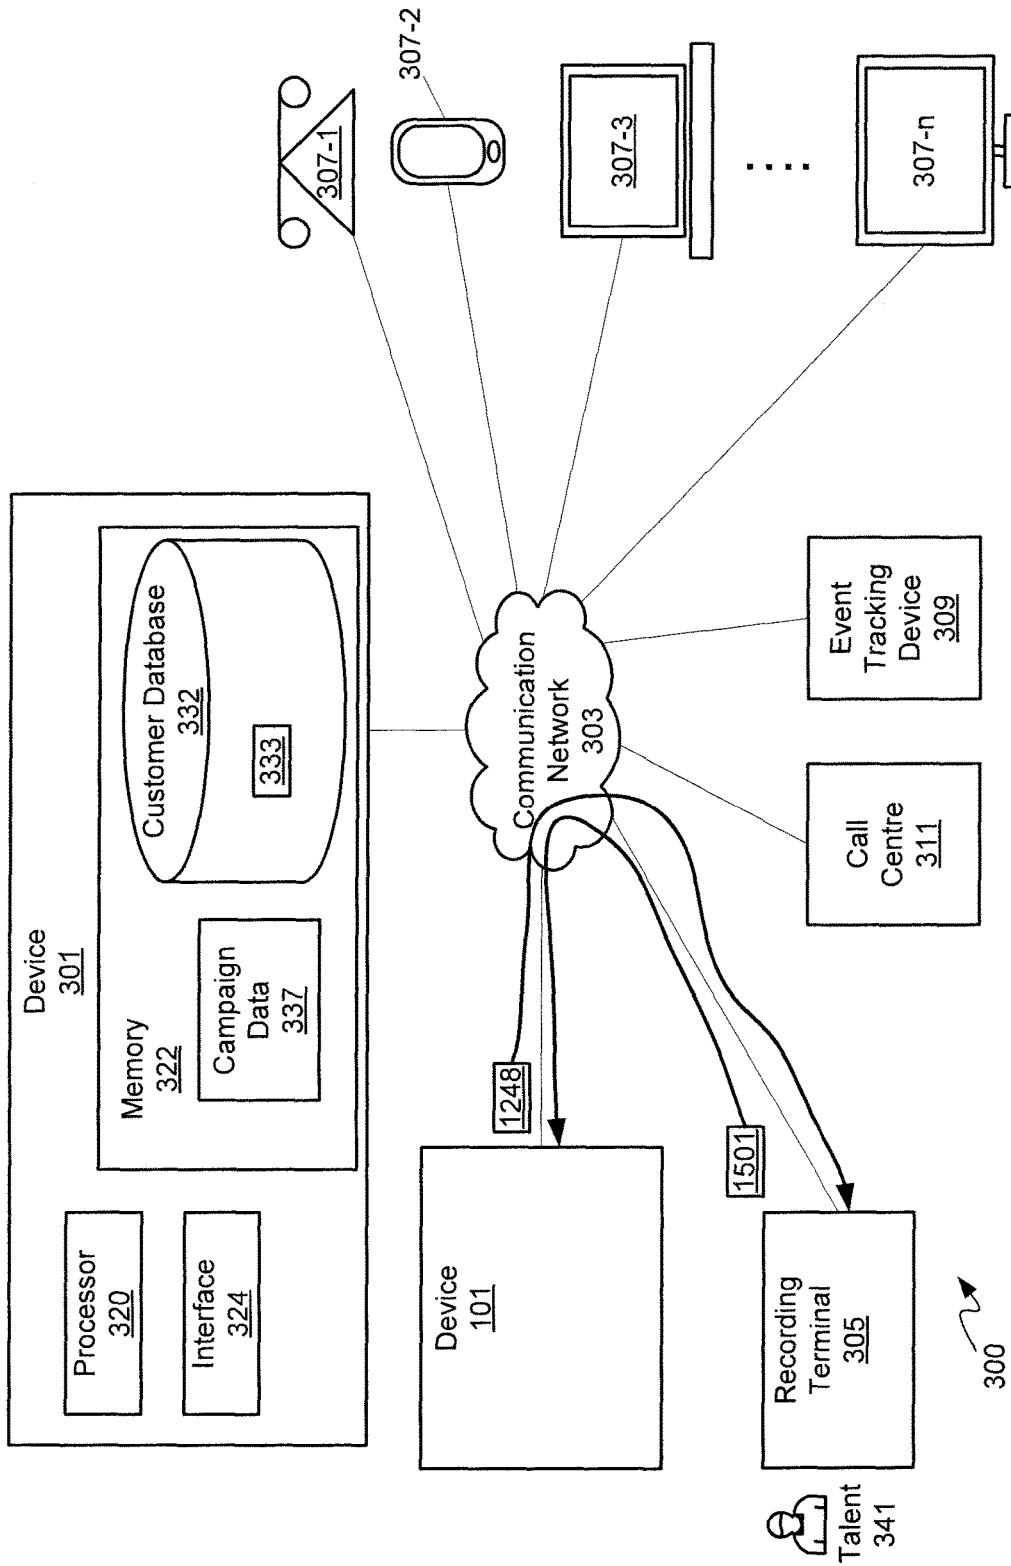 Device
301
Processor
320
Interface
324
Memory
322
Campaign
Data
337
Customer Database
332
333
Device
101
1248
1501
Recording
Terminal
305
Talent
341
300
Communication
Network
303
Call
Centre
311
Event
Tracking
Device
309
307-1
307-2
307-3
307-n